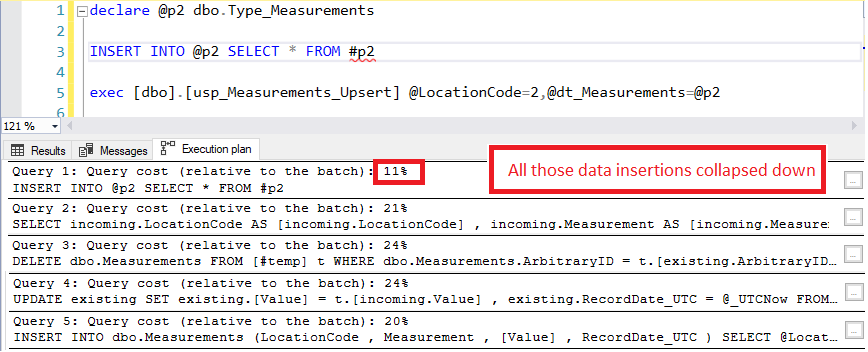 1 declare @p2 dbo.Type_Measurements
2
3 INSERT INTO @p2 SELECT * FROM #p2
4
5 exec [dbo].[usp_Measurements_Upsert] @LocationCode=2,@dt_Measurements=@p2
6
121 %
Results Messages Execution plan
Query 1: Query cost (relative to the batch): 11%
INSERT INTO @p2 SELECT * FROM #p2
All those data insertions collapsed down
...
Query 2: Query cost (relative to the batch): 21%
SELECT incoming.LocationCode AS [incoming.LocationCode] , incoming.Measurement AS [incoming.Measure
...
Query 3: Query cost (relative to the batch): 24%
DELETE dbo.Measurements FROM [#temp] t WHERE dbo.Measurements.ArbitraryID = t.[existing.ArbitraryID…
...
Query 4: Query cost (relative to the batch): 24%
UPDATE existing SET existing.[Value] = t.[incoming.Value] , existing.RecordDate_UTC = @_UTCNow FROM…
...
Query 5: Query cost (relative to the batch): 20%
INSERT INTO dbo.Measurements (LocationCode , Measurement , [Value] , RecordDate_UTC ) SELECT @Locat…
...